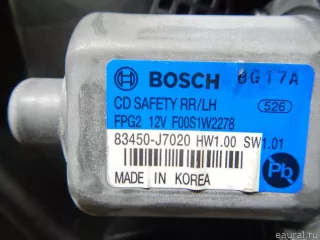 BOSCH 8G17A
CD SAFETY RR/LH 526
FPG2 12V F00S1W2278
83450-J7020 HW1.00 SW1.01
MADE IN KOREA
Pb
eaural.ru